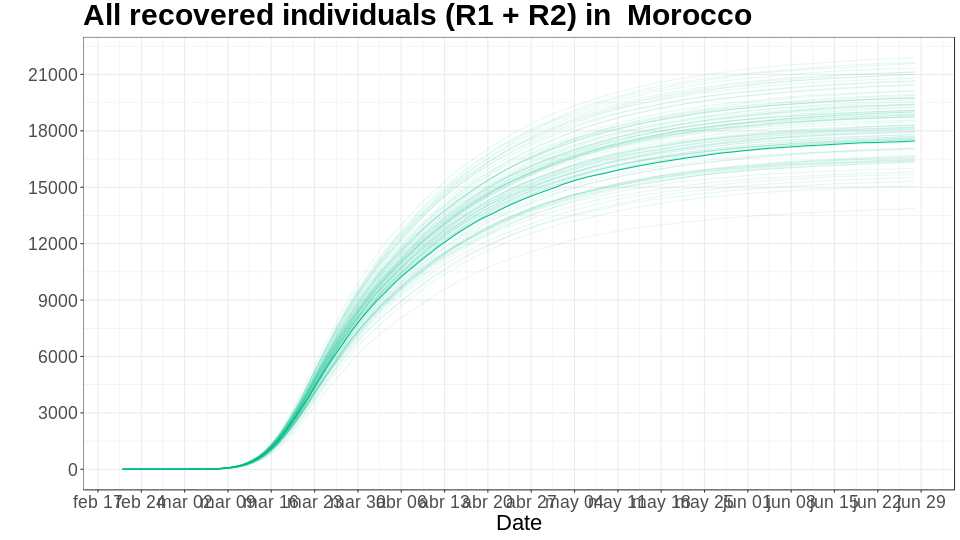 All recovered individuals (R1 + R2) in  Morocco
21000
18000
15000
12000
9000
6000
3000
0
feb 17 feb 24 mar 02 mar 09 mar 16 mar 23 mar 30 abr 06 abr 13 abr 20 abr 27 may 04 may 11 may 18 may 25 jun 01 jun 08 jun 15 jun 22 jun 29
Date